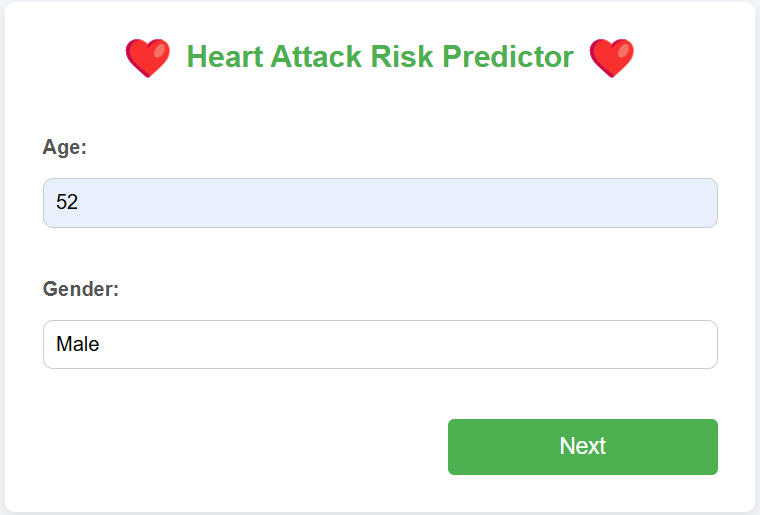 Heart Attack Risk Predictor
Age:
52
Gender:
Male
Next